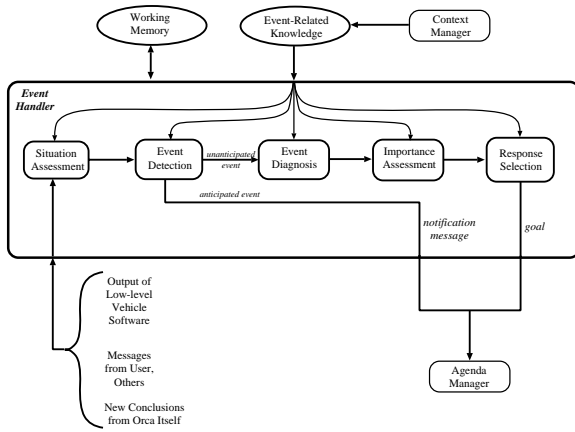 Working
Memory
Event-Related
Knowledge
Context
Manager
Event
Handler
Situation
Assessment
Event
Detection
unanticipated
event
Event
Diagnosis
Importance
Assessment
Response
Selection
anticipated event
notification
message
goal
Output of
Low-level
Vehicle
Software
Messages
from User,
Others
New Conclusions
from Orca Itself
Agenda
Manager